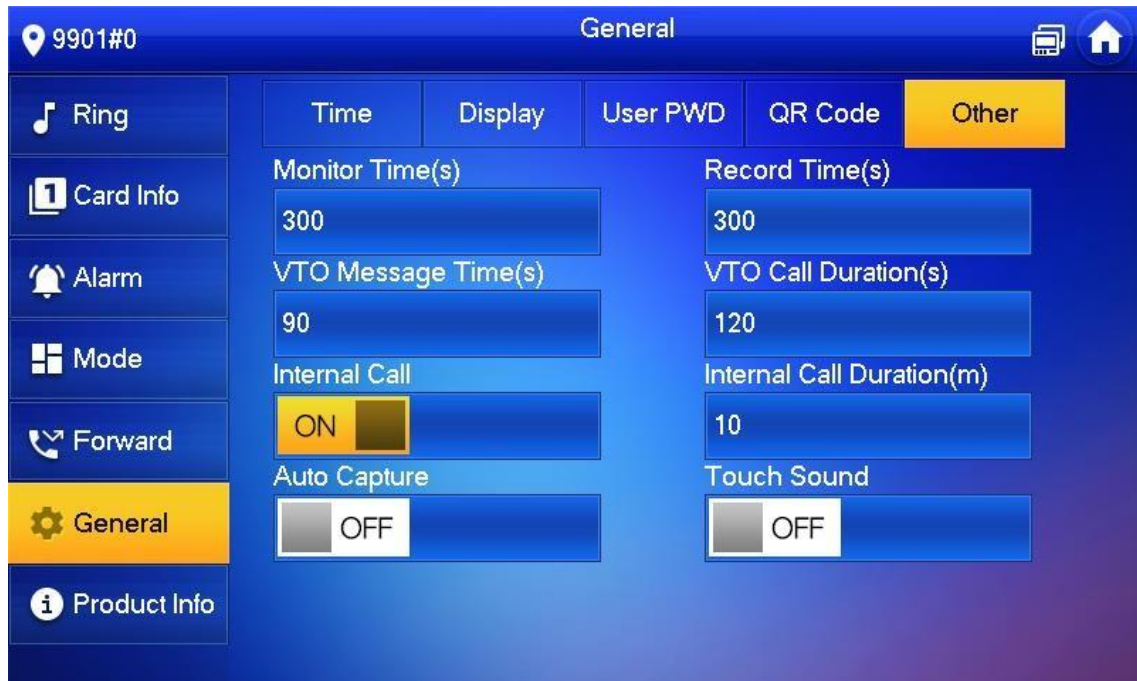 9901#0
General
Ring
Card Info
Alarm
Mode
Forward
General
Product Info
Time Display User PWD QR Code Other
Monitor Time(s) Record Time(s)
300 300
VTO Message Time(s) VTO Call Duration(s)
90 120
Internal Call Internal Call Duration(m)
ON 10
Auto Capture Touch Sound
OFF OFF